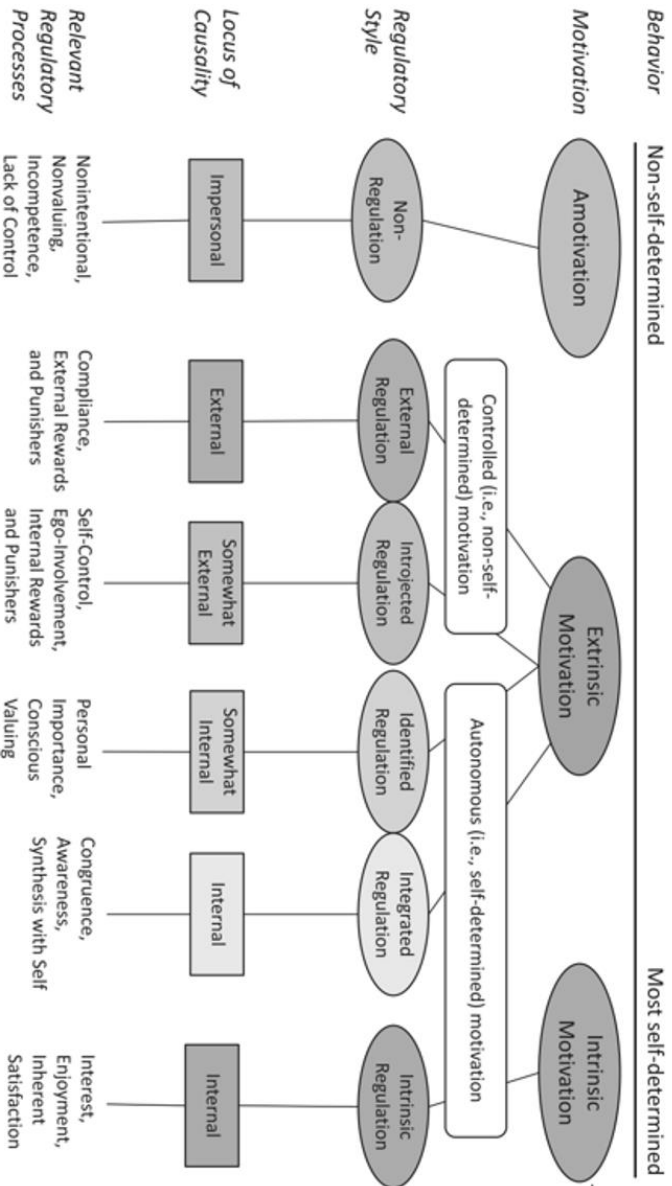 Behavior
Non-self-determined
Most self-determined
Motivation
Amotivation
Extrinsic
Motivation
Intrinsic
Motivation
Controlled (i.e., non-self-
determined) motivation
Autonomous (i.e., self-determined) motivation
Regulatory
Style
Non-
Regulation
External
Regulation
Introjected
Regulation
Identified
Regulation
Integrated
Regulation
Intrinsic
Regulation
Locus of
Causality
Impersonal
External
Somewhat
External
Somewhat
Internal
Internal
Internal
Relevant
Regulatory
Processes
Nonintentional,
Nonvaluing,
Incompetence,
Lack of Control
Compliance,
External Rewards
and Punishers
Self-Control,
Ego-Involvement,
Internal Rewards
and Punishers
Personal
Importance,
Conscious
Valuing
Congruence,
Awareness,
Synthesis with Self
Interest,
Enjoyment,
Inherent
Satisfaction